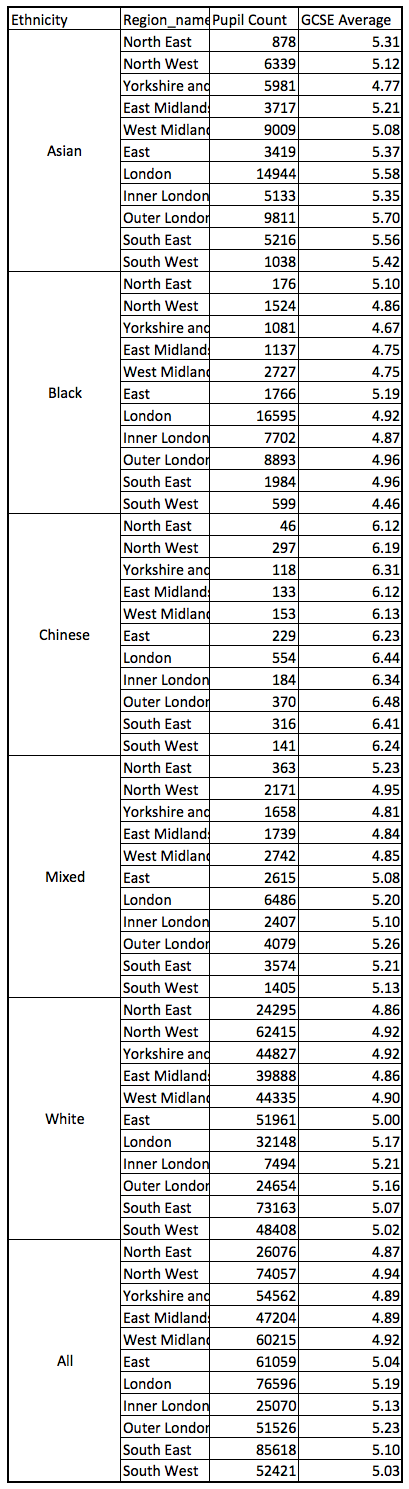 Ethnicity Region_name Pupil Count GCSE Average
North East 878 5.31
North West 6339 5.12
Yorkshire and 5981 4.77
East Midlands 3717 5.21
West Midland 9009 5.08
East 3419 5.37
Asian London 14944 5.58
Inner London 5133 5.35
Outer London 9811 5.70
South East 5216 5.56
South West 1038 5.42
North East 176 5.10
North West 1524 4.86
Yorkshire and 1081 4.67
East Midlands 1137 4.75
West Midland 2727 4.75
Black East 1766 5.19
London 16595 4.92
Inner London 7702 4.87
Outer London 8893 4.96
South East 1984 4.96
South West 599 4.46
North East 46 6.12
North West 297 6.19
Yorkshire and 118 6.31
East Midlands 133 6.12
West Midland 153 6.13
Chinese East 229 6.23
London 554 6.44
Inner London 184 6.34
Outer London 370 6.48
South East 316 6.41
South West 141 6.24
North East 363 5.23
North West 2171 4.95
Yorkshire and 1658 4.81
East Midlands 1739 4.84
West Midland 2742 4.85
Mixed East 2615 5.08
London 6486 5.20
Inner London 2407 5.10
Outer London 4079 5.26
South East 3574 5.21
South West 1405 5.13
North East 24295 4.86
North West 62415 4.92
Yorkshire and 44827 4.92
East Midlands 39888 4.86
West Midland 44335 4.90
White East 51961 5.00
London 32148 5.17
Inner London 7494 5.21
Outer London 24654 5.16
South East 73163 5.07
South West 48408 5.02
North East 26076 4.87
North West 74057 4.94
Yorkshire and 54562 4.89
East Midlands 47204 4.89
West Midland 60215 4.92
All East 61059 5.04
London 76596 5.19
Inner London 25070 5.13
Outer London 51526 5.23
South East 85618 5.10
South West 52421 5.03